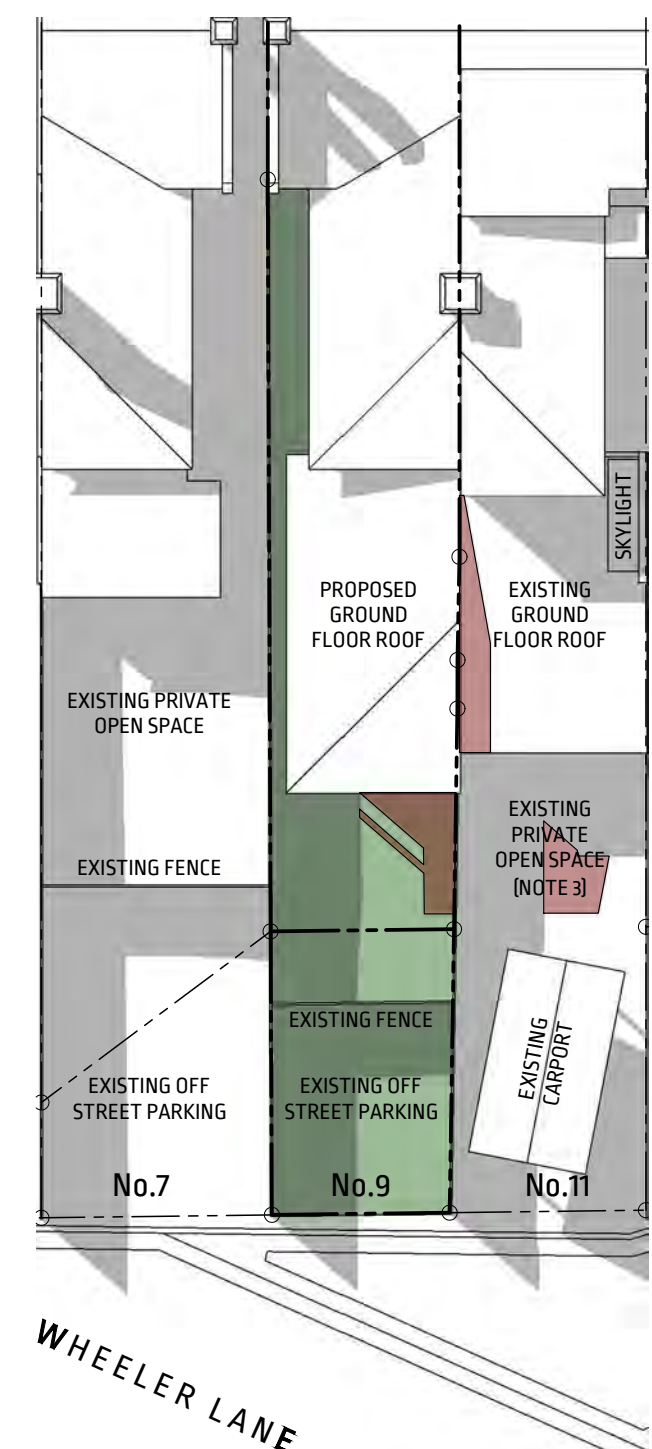 SKYLIGHT
PROPOSED
GROUND
FLOOR ROOF
EXISTING
GROUND
FLOOR ROOF
EXISTING PRIVATE
OPEN SPACE
EXISTING
PRIVATE
OPEN SPACE
(NOTE 3)
EXISTING FENCE
EXISTING FENCE
EXISTING
CARPORT
EXISTING OFF
STREET PARKING
EXISTING OFF
STREET PARKING
No.7
No.9
No.11
WHEELER LANE